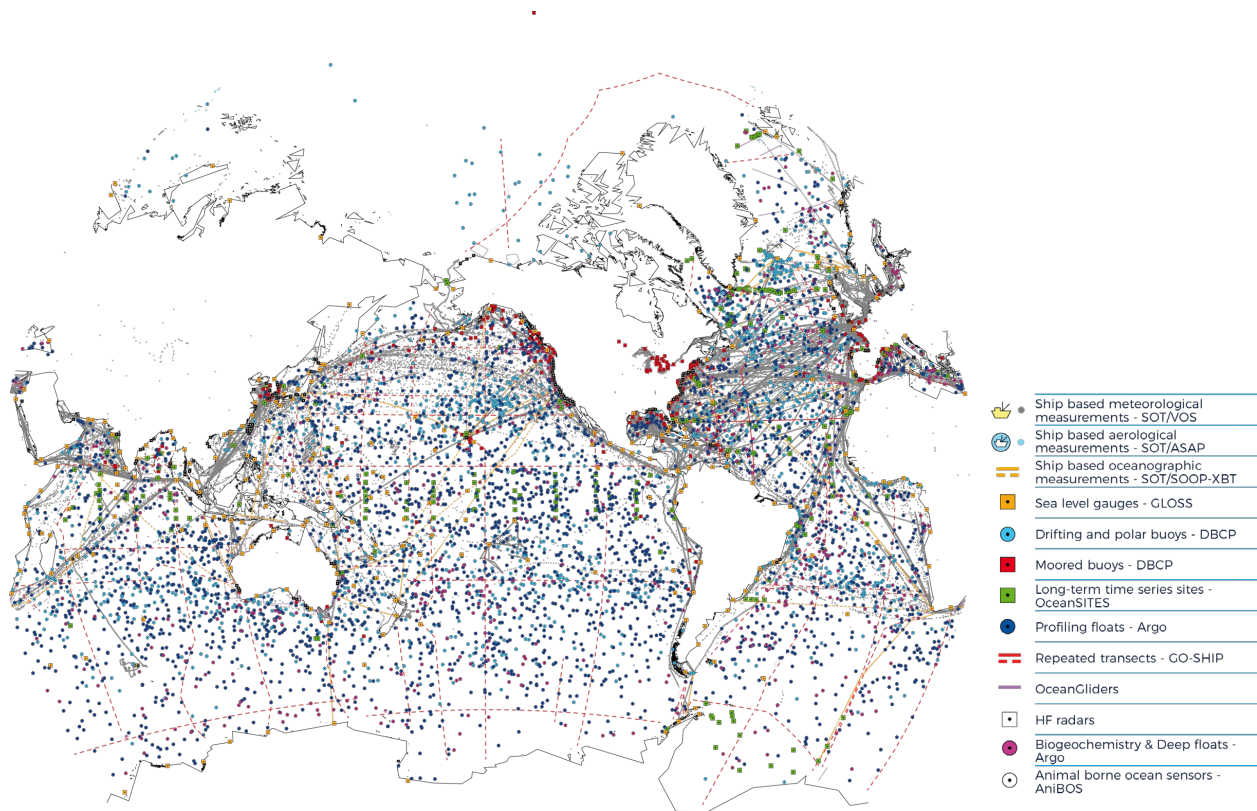 Ship based meteorological
measurements - SOT/VOS
Ship based aerological
measurements - SOT/ASAP
Ship based oceanographic
measurements - SOT/SOOP-XBT
Sea level gauges - GLOSS
Drifting and polar buoys - DBCP
Moored buoys - DBCP
Long-term time series sites -
OceanSITES
Profiling floats - Argo
Repeated transects - GO-SHIP
OceanGliders
HF radars
Biogeochemistry & Deep floats -
Argo
Animal borne ocean sensors -
AniBOS